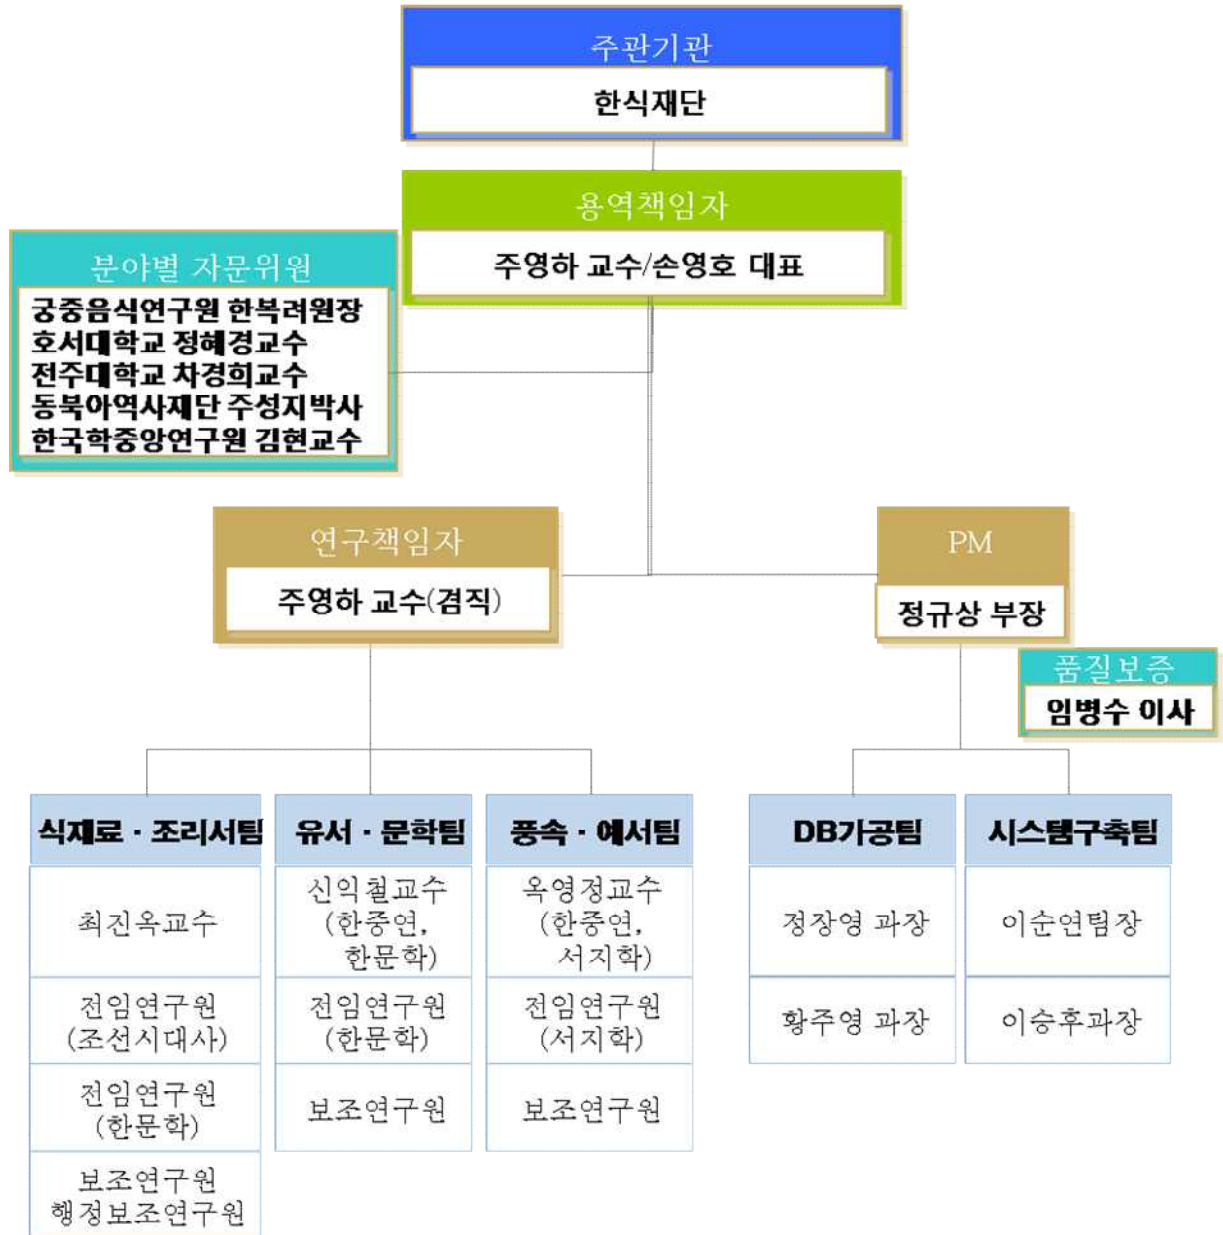 주관기관
한식재단
용역책임자
주영하 교수/손영호 대표
분야별 자문위원
궁중음식연구원 한복려원장
호서대학교 정혜경교수
전주대학교 차경희교수
동북아역사재단 주성지박사
한국학중앙연구원 김현교수
연구책임자
주영하 교수(겸직)
PM
정규상 부장
품질보증
임병수 이사
식재료 · 조리서팀
최진옥교수
전임연구원
(조선시대사)
전임연구원
(한문학)
보조연구원
행정보조연구원
유서 · 문학팀
신익철교수
(한중연,
한문학)
전임연구원
(한문학)
보조연구원
풍속 · 예서팀
옥영정교수
(한중연,
서지학)
전임연구원
(서지학)
보조연구원
DB가공팀
정장영 과장
황주영 과장
시스템구축팀
이순연팀장
이승후과장